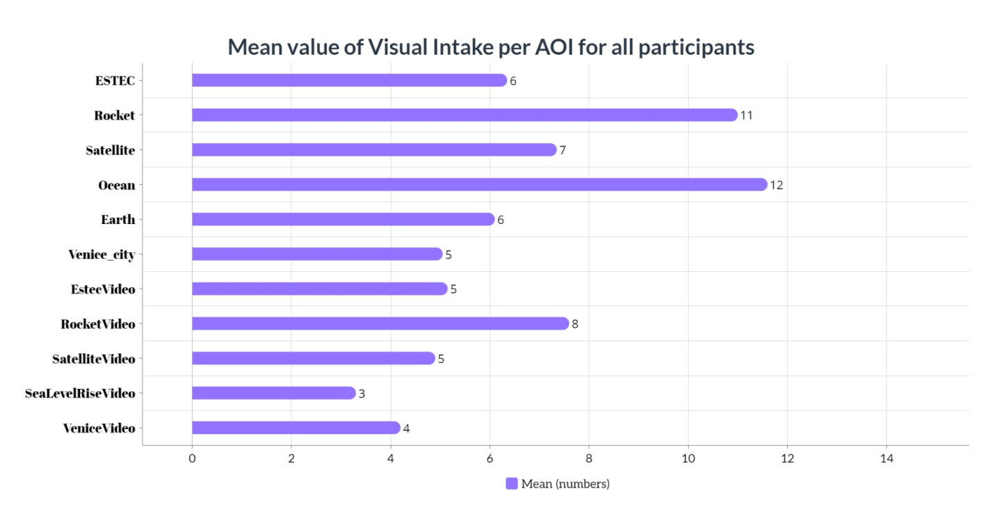 Mean value of Visual Intake per AOI for all participants
ESTEC 6
Rocket 11
Satellite 7
Ocean 12
Earth 6
Venice_city 5
EstecVideo 5
RocketVideo 8
SatelliteVideo 5
SeaLevelRiseVideo 3
VeniceVideo 4
0 2 4 6 8 10 12 14
Mean (numbers)